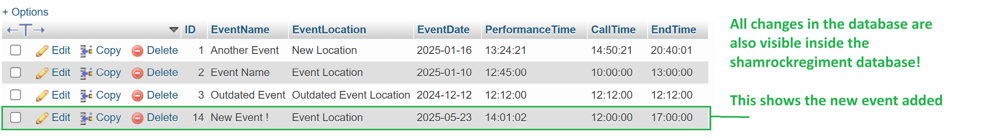 + Options
←T→ ID EventName EventLocation EventDate PerformanceTime CallTime EndTime
Edit Copy Delete 1 Another Event New Location 2025-01-16 13:24:21 14:50:21 20:40:01
Edit Copy Delete 2 Event Name Event Location 2025-01-10 12:45:00 10:00:00 13:00:00
Edit Copy Delete 3 Outdated Event Outdated Event Location 2024-12-12 12:12:00 12:12:00 12:12:00
Edit Copy Delete 14 New Event ! Event Location 2025-05-23 14:01:02 12:00:00 17:00:00
All changes in the database are
also visible inside the
shamrockregiment database!
This shows the new event added